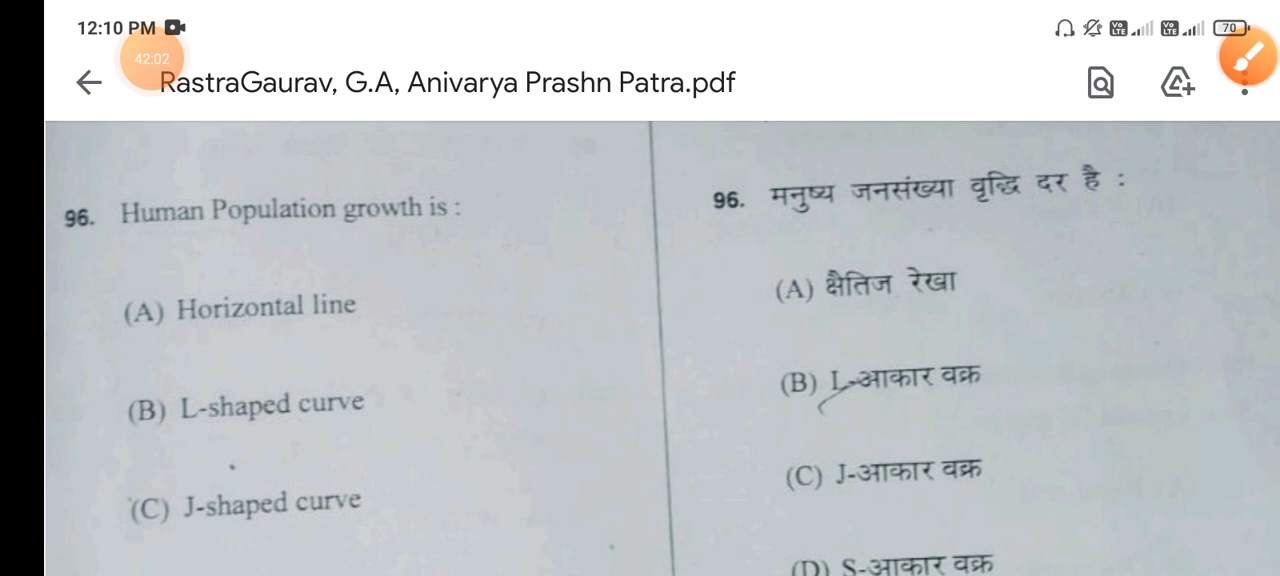 12:10 PM
42:02
70
RastraGaurav, G.A, Anivarya Prashn Patra.pdf
96. Human Population growth is :
(A) Horizontal line
(B) L-shaped curve
(C) J-shaped curve
96. मनुष्य जनसंख्या वृद्धि दर है :
(A) क्षैतिज रेखा
(B) L-आकार वक्र
(C) J-आकार वक्र
(D) S-आकार वक्र